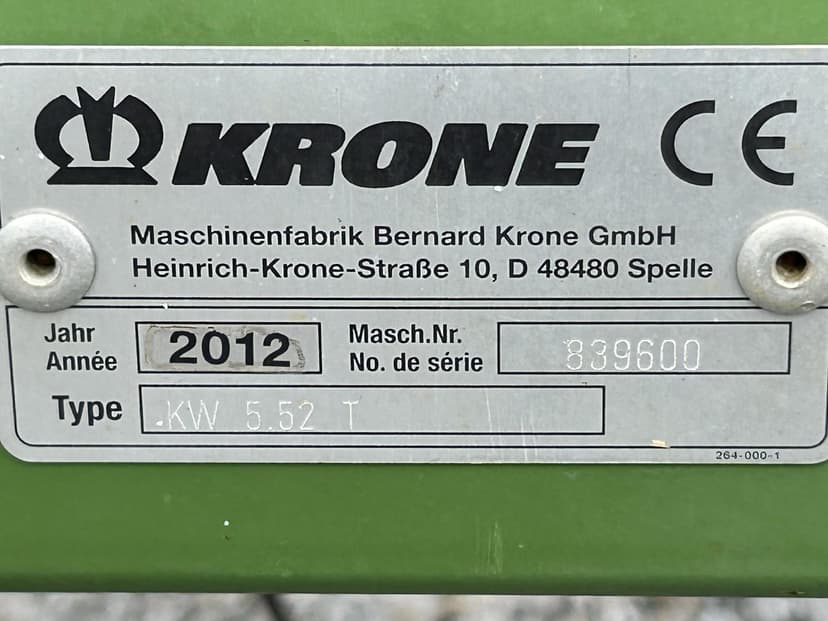 KRONE CE
Maschinenfabrik Bernard Krone GmbH
Heinrich-Krone-Straße 10, D 48480 Spelle
Jahr
Année
2012
Masch.Nr.
No. de série
839600
Type
KW 5.52 T
264-000-1